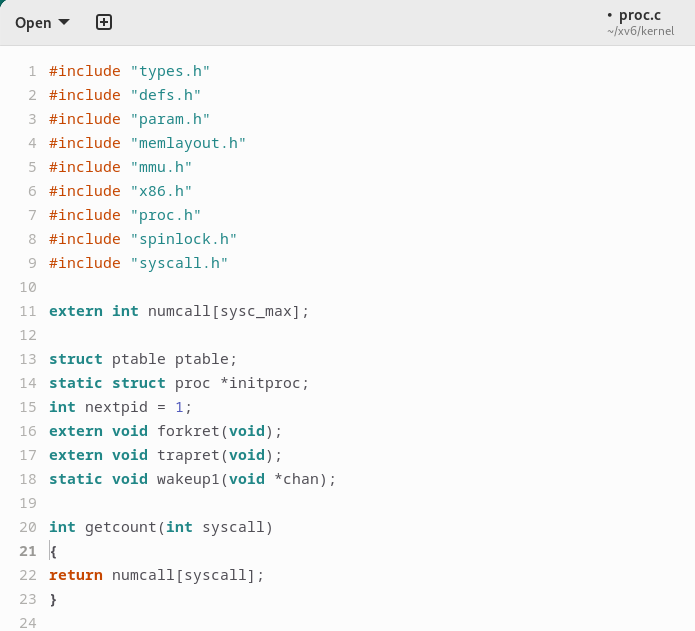 Open
• proc.c
~/xv6/kernel
1 #include "types.h"
2 #include "defs.h"
3 #include "param.h"
4 #include "memlayout.h"
5 #include "mmu.h"
6 #include "x86.h"
7 #include "proc.h"
8 #include "spinlock.h"
9 #include "syscall.h"
10
11 extern int numcall[sysc_max];
12
13 struct ptable ptable;
14 static struct proc *initproc;
15 int nextpid = 1;
16 extern void forkret(void);
17 extern void trapret(void);
18 static void wakeup1(void *chan);
19
20 int getcount(int syscall)
21 {
22 return numcall[syscall];
23 }
24